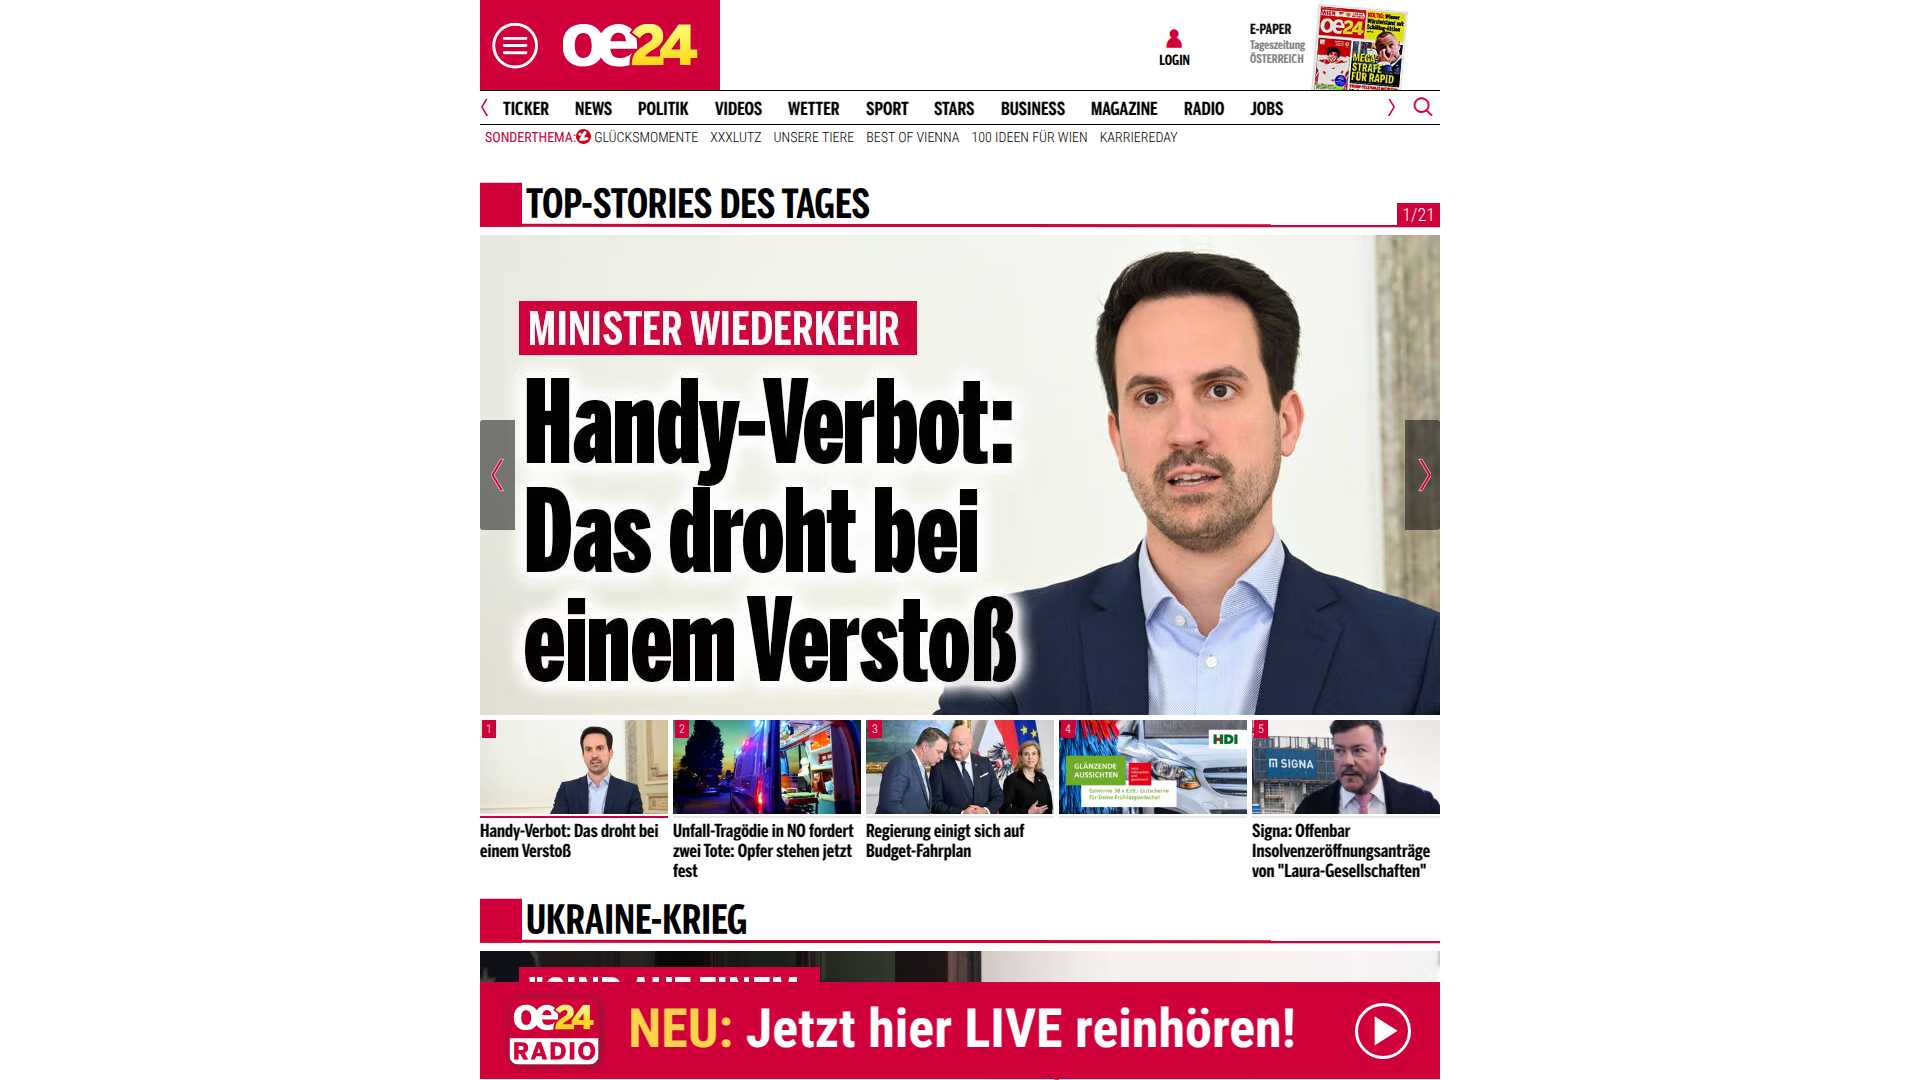 oe24
LOGIN
E-PAPER
Tageszeitung
ÖSTERREICH
oe24
MEGA-
STRAFE
FÜR RAPID
TICKER NEWS POLITIK VIDEOS WETTER SPORT STARS BUSINESS MAGAZINE RADIO JOBS
SONDERTHEMA: GLÜCKSMOMENTE XXXLUTZ UNSERE TIERE BEST OF VIENNA 100 IDEEN FÜR WIEN KARRIEREDAY
TOP-STORIES DES TAGES
1/21
MINISTER WIEDERKEHR
Handy-Verbot:
Das droht bei
einem Verstoß
1
2
3
4
5
HDI
GLÄNZENDE
AUSSICHTEN
SIGNA
Handy-Verbot: Das droht bei
einem Verstoß
Unfall-Tragödie in NÖ fordert
zwei Tote: Opfer stehen jetzt
fest
Regierung einigt sich auf
Budget-Fahrplan
Signa: Offenbar
Insolvenzeröffnungsanträge
von "Laura-Gesellschaften"
UKRAINE-KRIEG
"SIND AUF EINEM
oe24
RADIO
NEU: Jetzt hier LIVE reinhören!